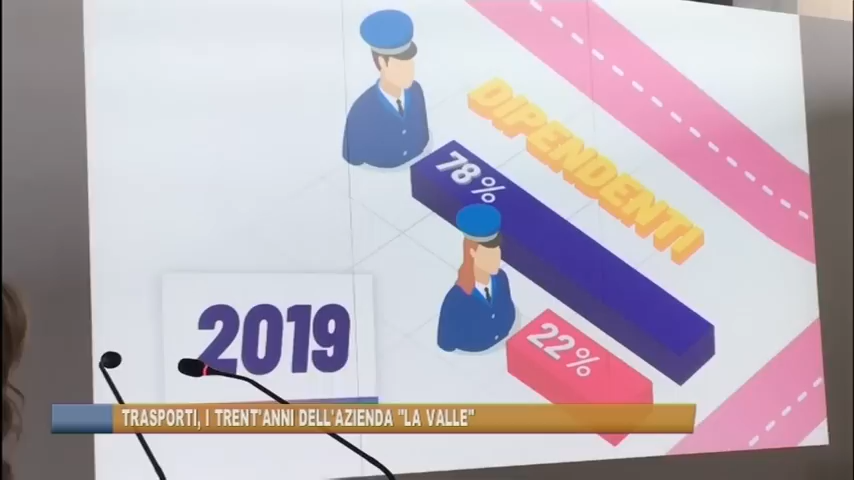 DIPENDENTI
78%
22%
2019
TRASPORTI, I TRENT'ANNI DELL'AZIENDA "LA VALLE"